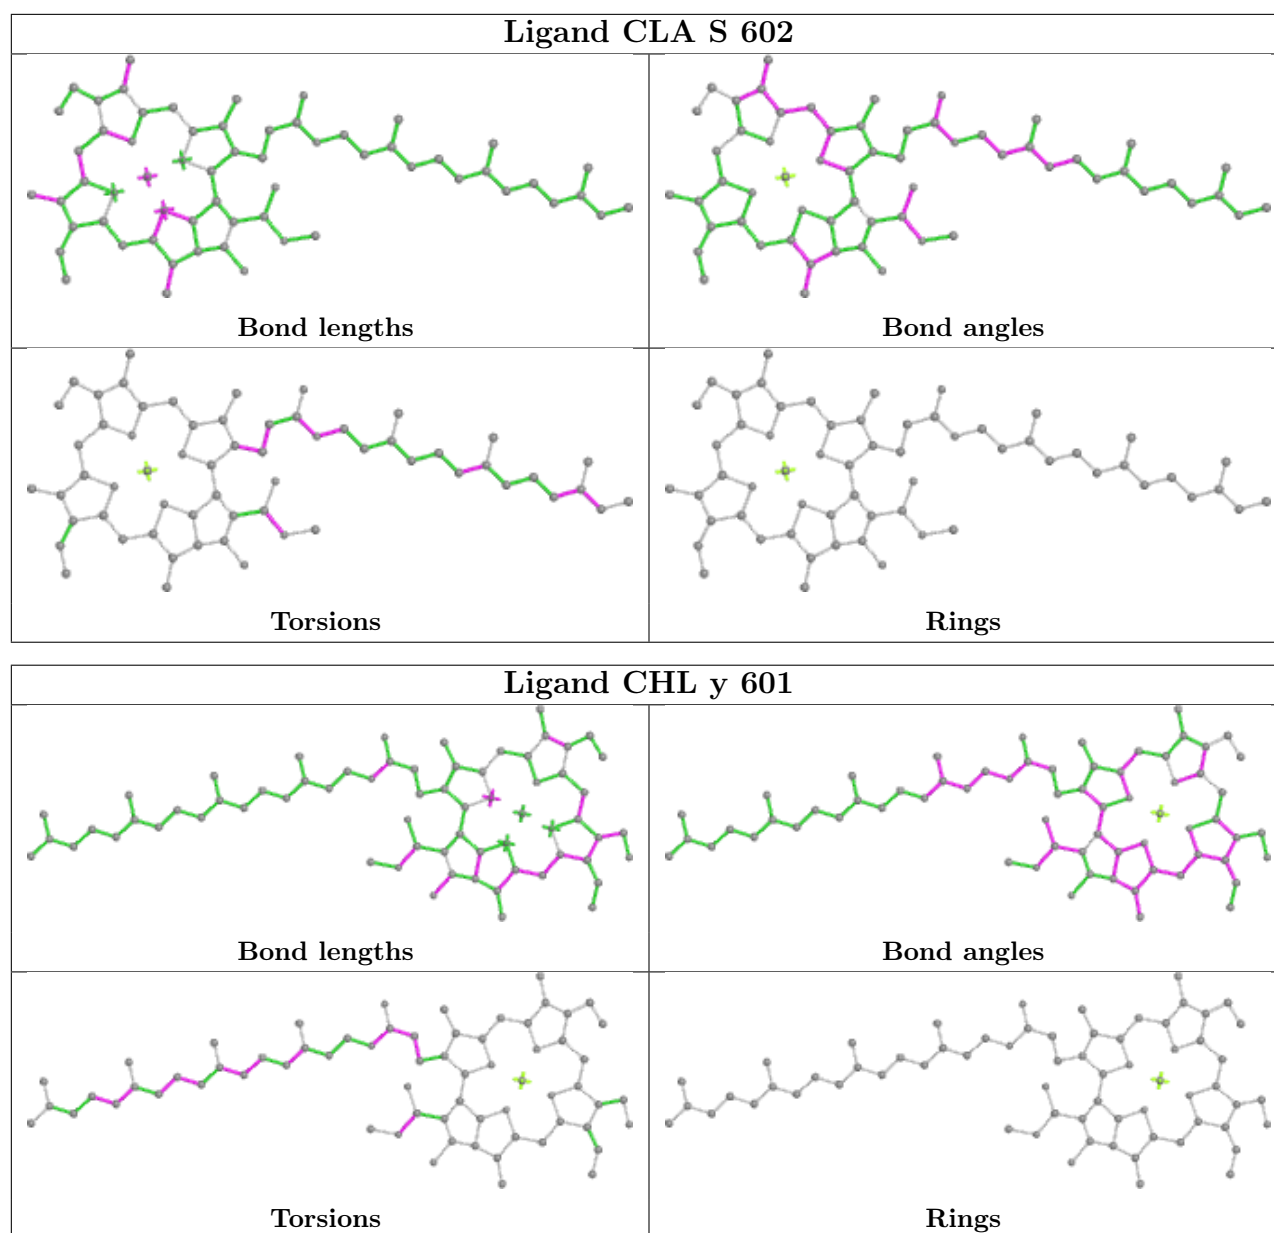 Ligand CLA S 602
Bond lengths
Bond angles
Torsions
Rings
Ligand CHL y 601
Bond lengths
Bond angles
Torsions
Rings